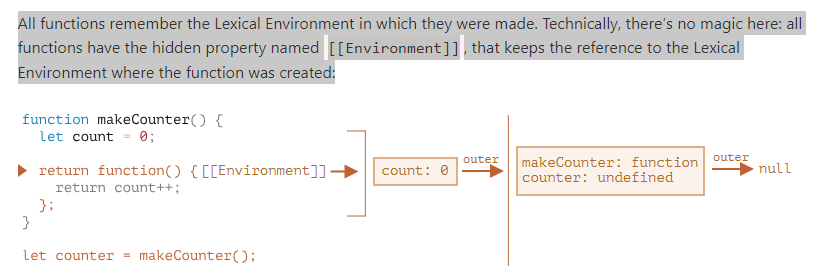 All functions remember the Lexical Environment in which they were made. Technically, there's no magic here: all
functions have the hidden property named [[Environment]], that keeps the reference to the Lexical
Environment where the function was created:
function makeCounter() {
let count = 0;
return function() {[[Environment]]
return count++;
};
}
let counter = makeCounter();
count: 0
outer
makeCounter: function
counter: undefined
outer
null